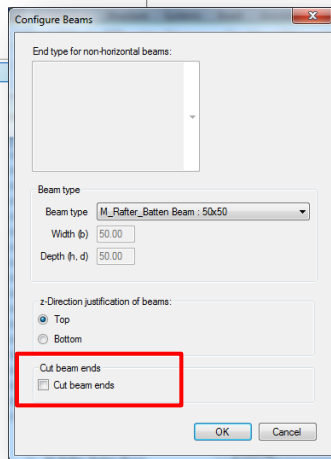 Configure Beams
End type for non-horizontal beams:
Beam type
Beam type M_Rafter_Batten Beam : 50x50
Width (b) 50.00
Depth (h, d) 50.00
z-Direction justification of beams:
Top
Bottom
Cut beam ends
Cut beam ends
OK Cancel